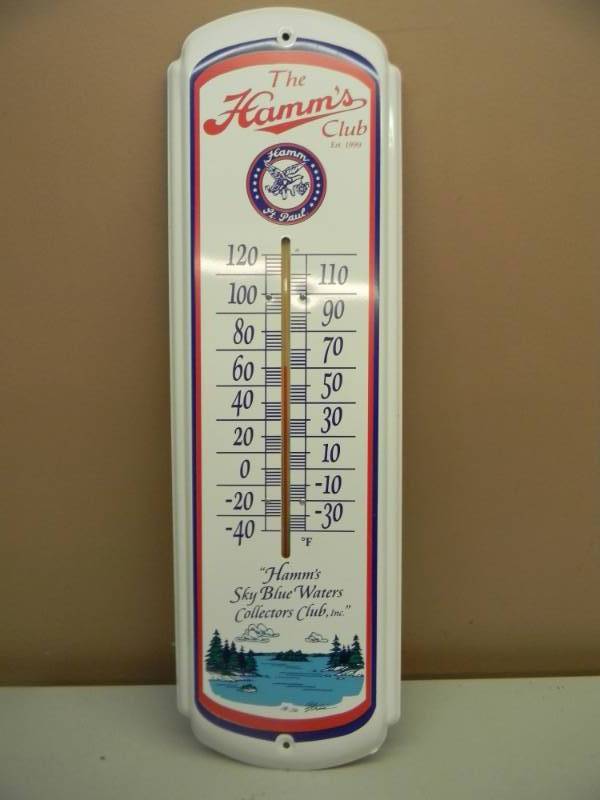 The
Hamm's
Club
Est. 1999
Hamm
St. Paul
120
110
100
90
80
70
60
50
40
30
20
10
0
-10
-20
-30
-40
°F
"Hamm's
Sky Blue Waters
Collectors Club, Inc."